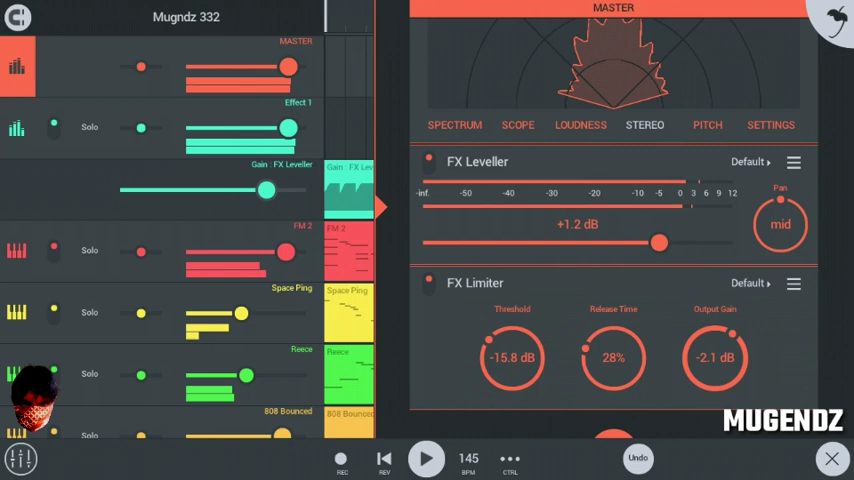 Mugndz 332
MASTER
MASTER
Effect 1
Solo
SPECTRUM SCOPE LOUDNESS STEREO PITCH SETTINGS
Gain : FX Leveller
Gain : FX Lev
FX Leveller
Default
-inf. -50 -40 -30 -20 -10 -5 0 3 6 9 12
Pan
+1.2 dB
mid
FM 2
FM 2
Solo
FX Limiter
Default
Space Ping
Space Ping
Solo
Threshold
Release Time
Output Gain
-15.8 dB
28%
-2.1 dB
Reece
Reece
Solo
808 Bounced
808 Bounced
Solo
MUGENDZ
REC
REV
145
BPM
CTRL
Undo